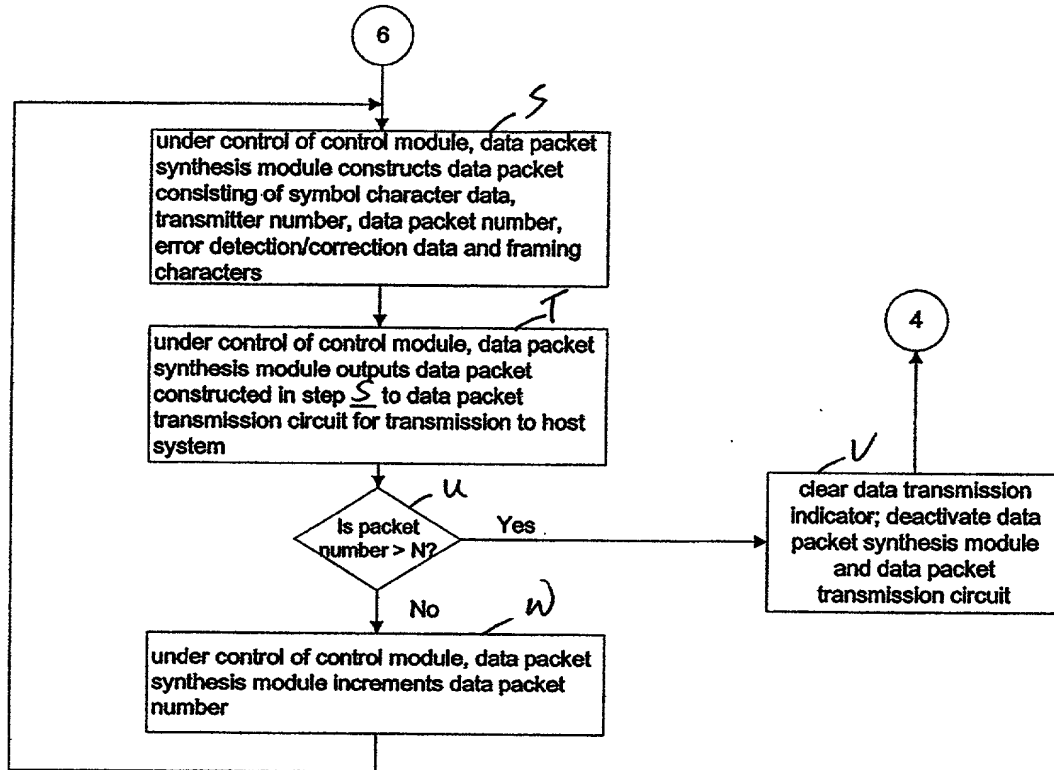 6
S
under control of control module, data packet
synthesis module constructs data packet
consisting of symbol character data,
transmitter number, data packet number,
error detection/correction data and framing
characters
T
under control of control module, data packet
synthesis module outputs data packet
constructed in step S to data packet
transmission circuit for transmission to host
system
u
Is packet
number > N?
Yes
No
W
under control of control module, data packet
synthesis module increments data packet
number
4
V
clear data transmission
indicator; deactivate data
packet synthesis module
and data packet
transmission circuit